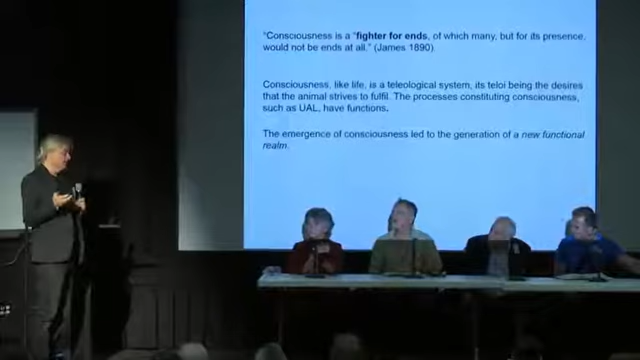 "Consciousness is a "fighter for ends, of which many, but for its presence,
would not be ends at all." (James 1890)
Consciousness, like life, is a teleological system, its teloi being the desires
that the animal strives to fulfil. The processes constituting consciousness,
such as UAL, have functions.
The emergence of consciousness led to the generation of a new functional
realm.